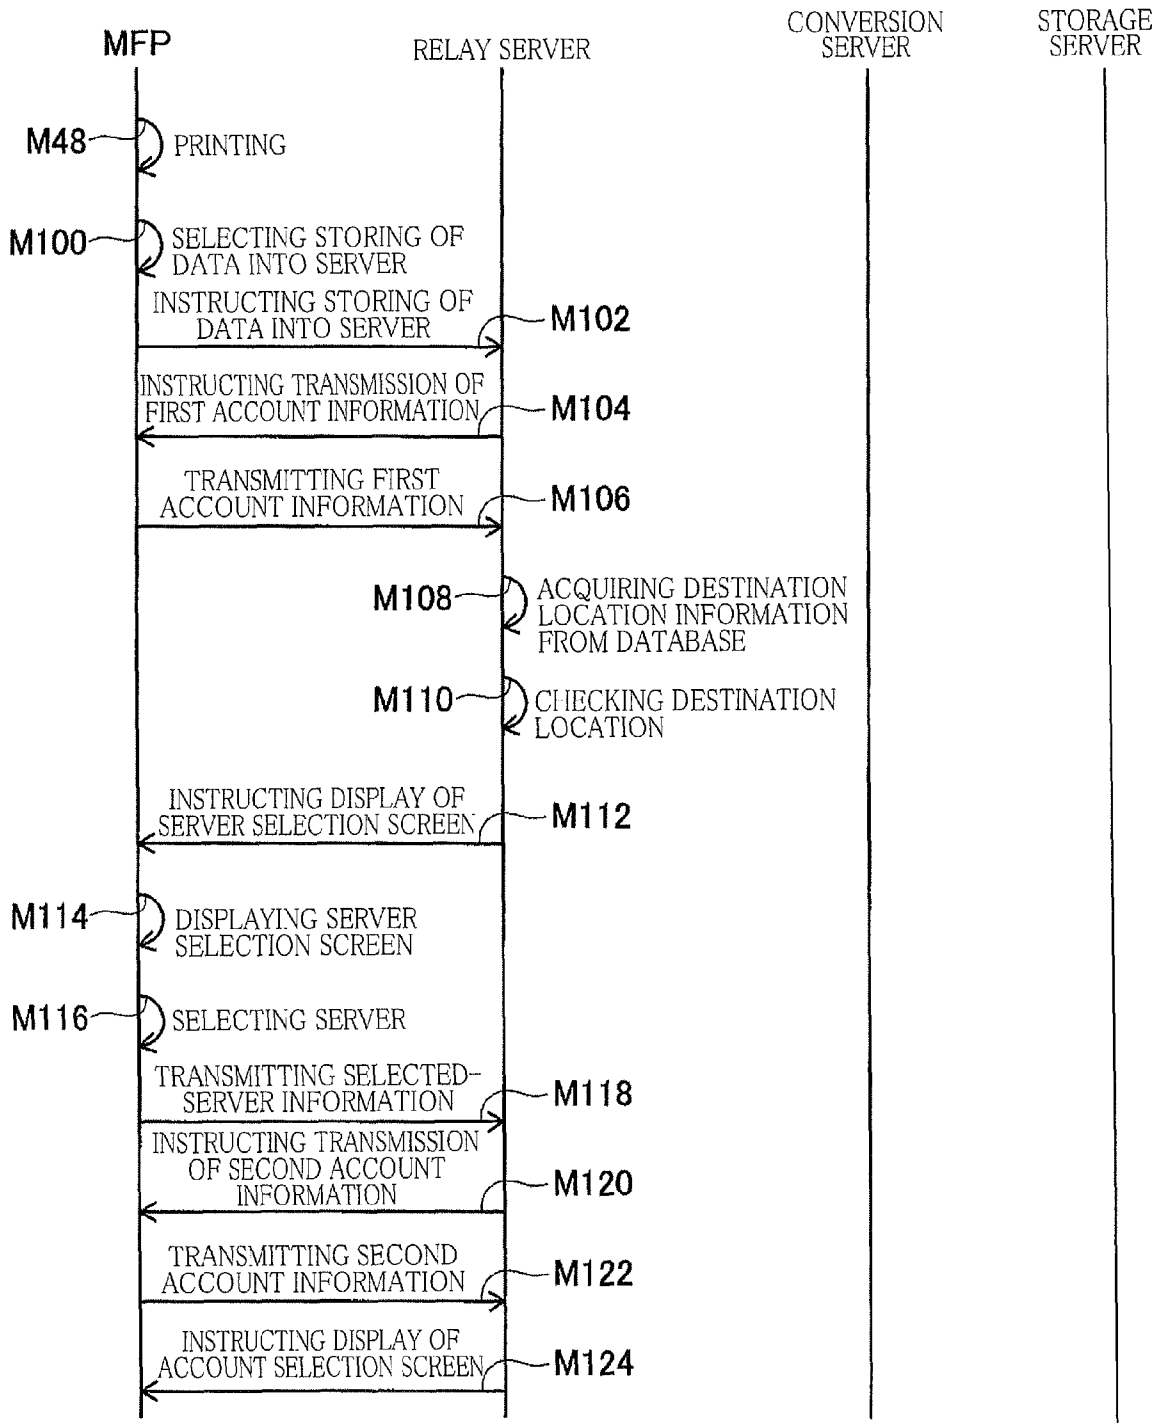 MFP
RELAY SERVER
CONVERSION
SERVER
STORAGE
SERVER
M48
PRINTING
M100
SELECTING STORING OF
DATA INTO SERVER
INSTRUCTING STORING OF
DATA INTO SERVER
M102
INSTRUCTING TRANSMISSION OF
FIRST ACCOUNT INFORMATION
M104
TRANSMITTING FIRST
ACCOUNT INFORMATION
M106
M108
ACQUIRING DESTINATION
LOCATION INFORMATION
FROM DATABASE
M110
CHECKING DESTINATION
LOCATION
INSTRUCTING DISPLAY OF
SERVER SELECTION SCREEN
M112
M114
DISPLAYING SERVER
SELECTION SCREEN
M116
SELECTING SERVER
TRANSMITTING SELECTED-
SERVER INFORMATION
M118
INSTRUCTING TRANSMISSION
OF SECOND ACCOUNT
INFORMATION
M120
TRANSMITTING SECOND
ACCOUNT INFORMATION
M122
INSTRUCTING DISPLAY OF
ACCOUNT SELECTION SCREEN
M124